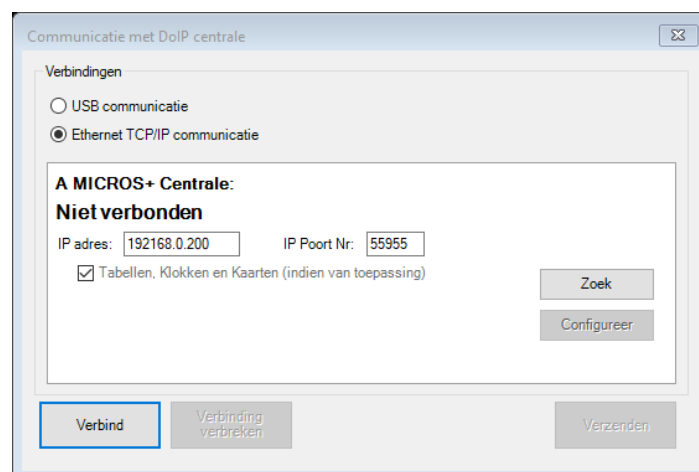 Communicatie met DoIP centrale
Verbindingen
USB communicatie
Ethernet TCP/IP communicatie
A MICROS+ Centrale:
Niet verbonden
IP adres: 192168.0.200 IP Poort Nr: 55955
Tabellen, Klokken en Kaarten (indien van toepassing)
Zoek
Configureer
Verbind
Verbinding
verbreken
Verzenden